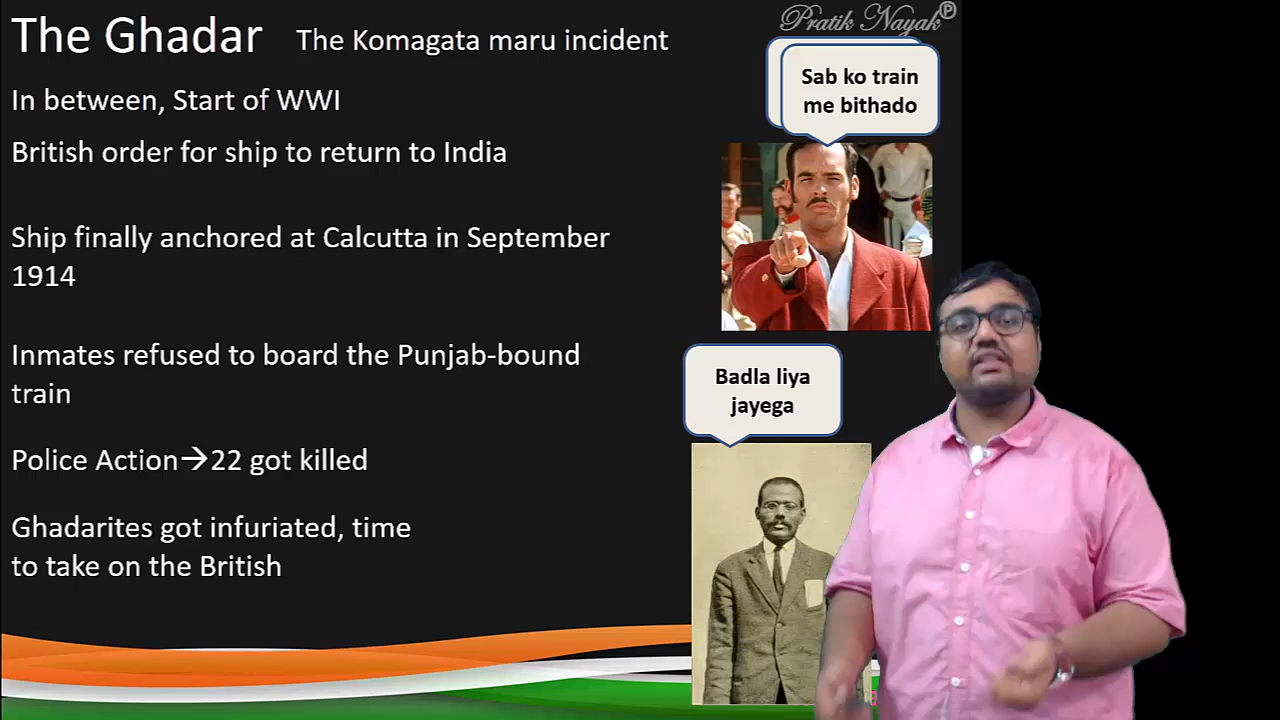 The Ghadar The Komagata maru incident
Pratik Nayak ℗
In between, Start of WWI
Sab ko train
me bithado
British order for ship to return to India
Ship finally anchored at Calcutta in September
1914
Inmates refused to board the Punjab-bound
train
Badla liya
jayega
Police Action→22 got killed
Ghadarites got infuriated, time
to take on the British